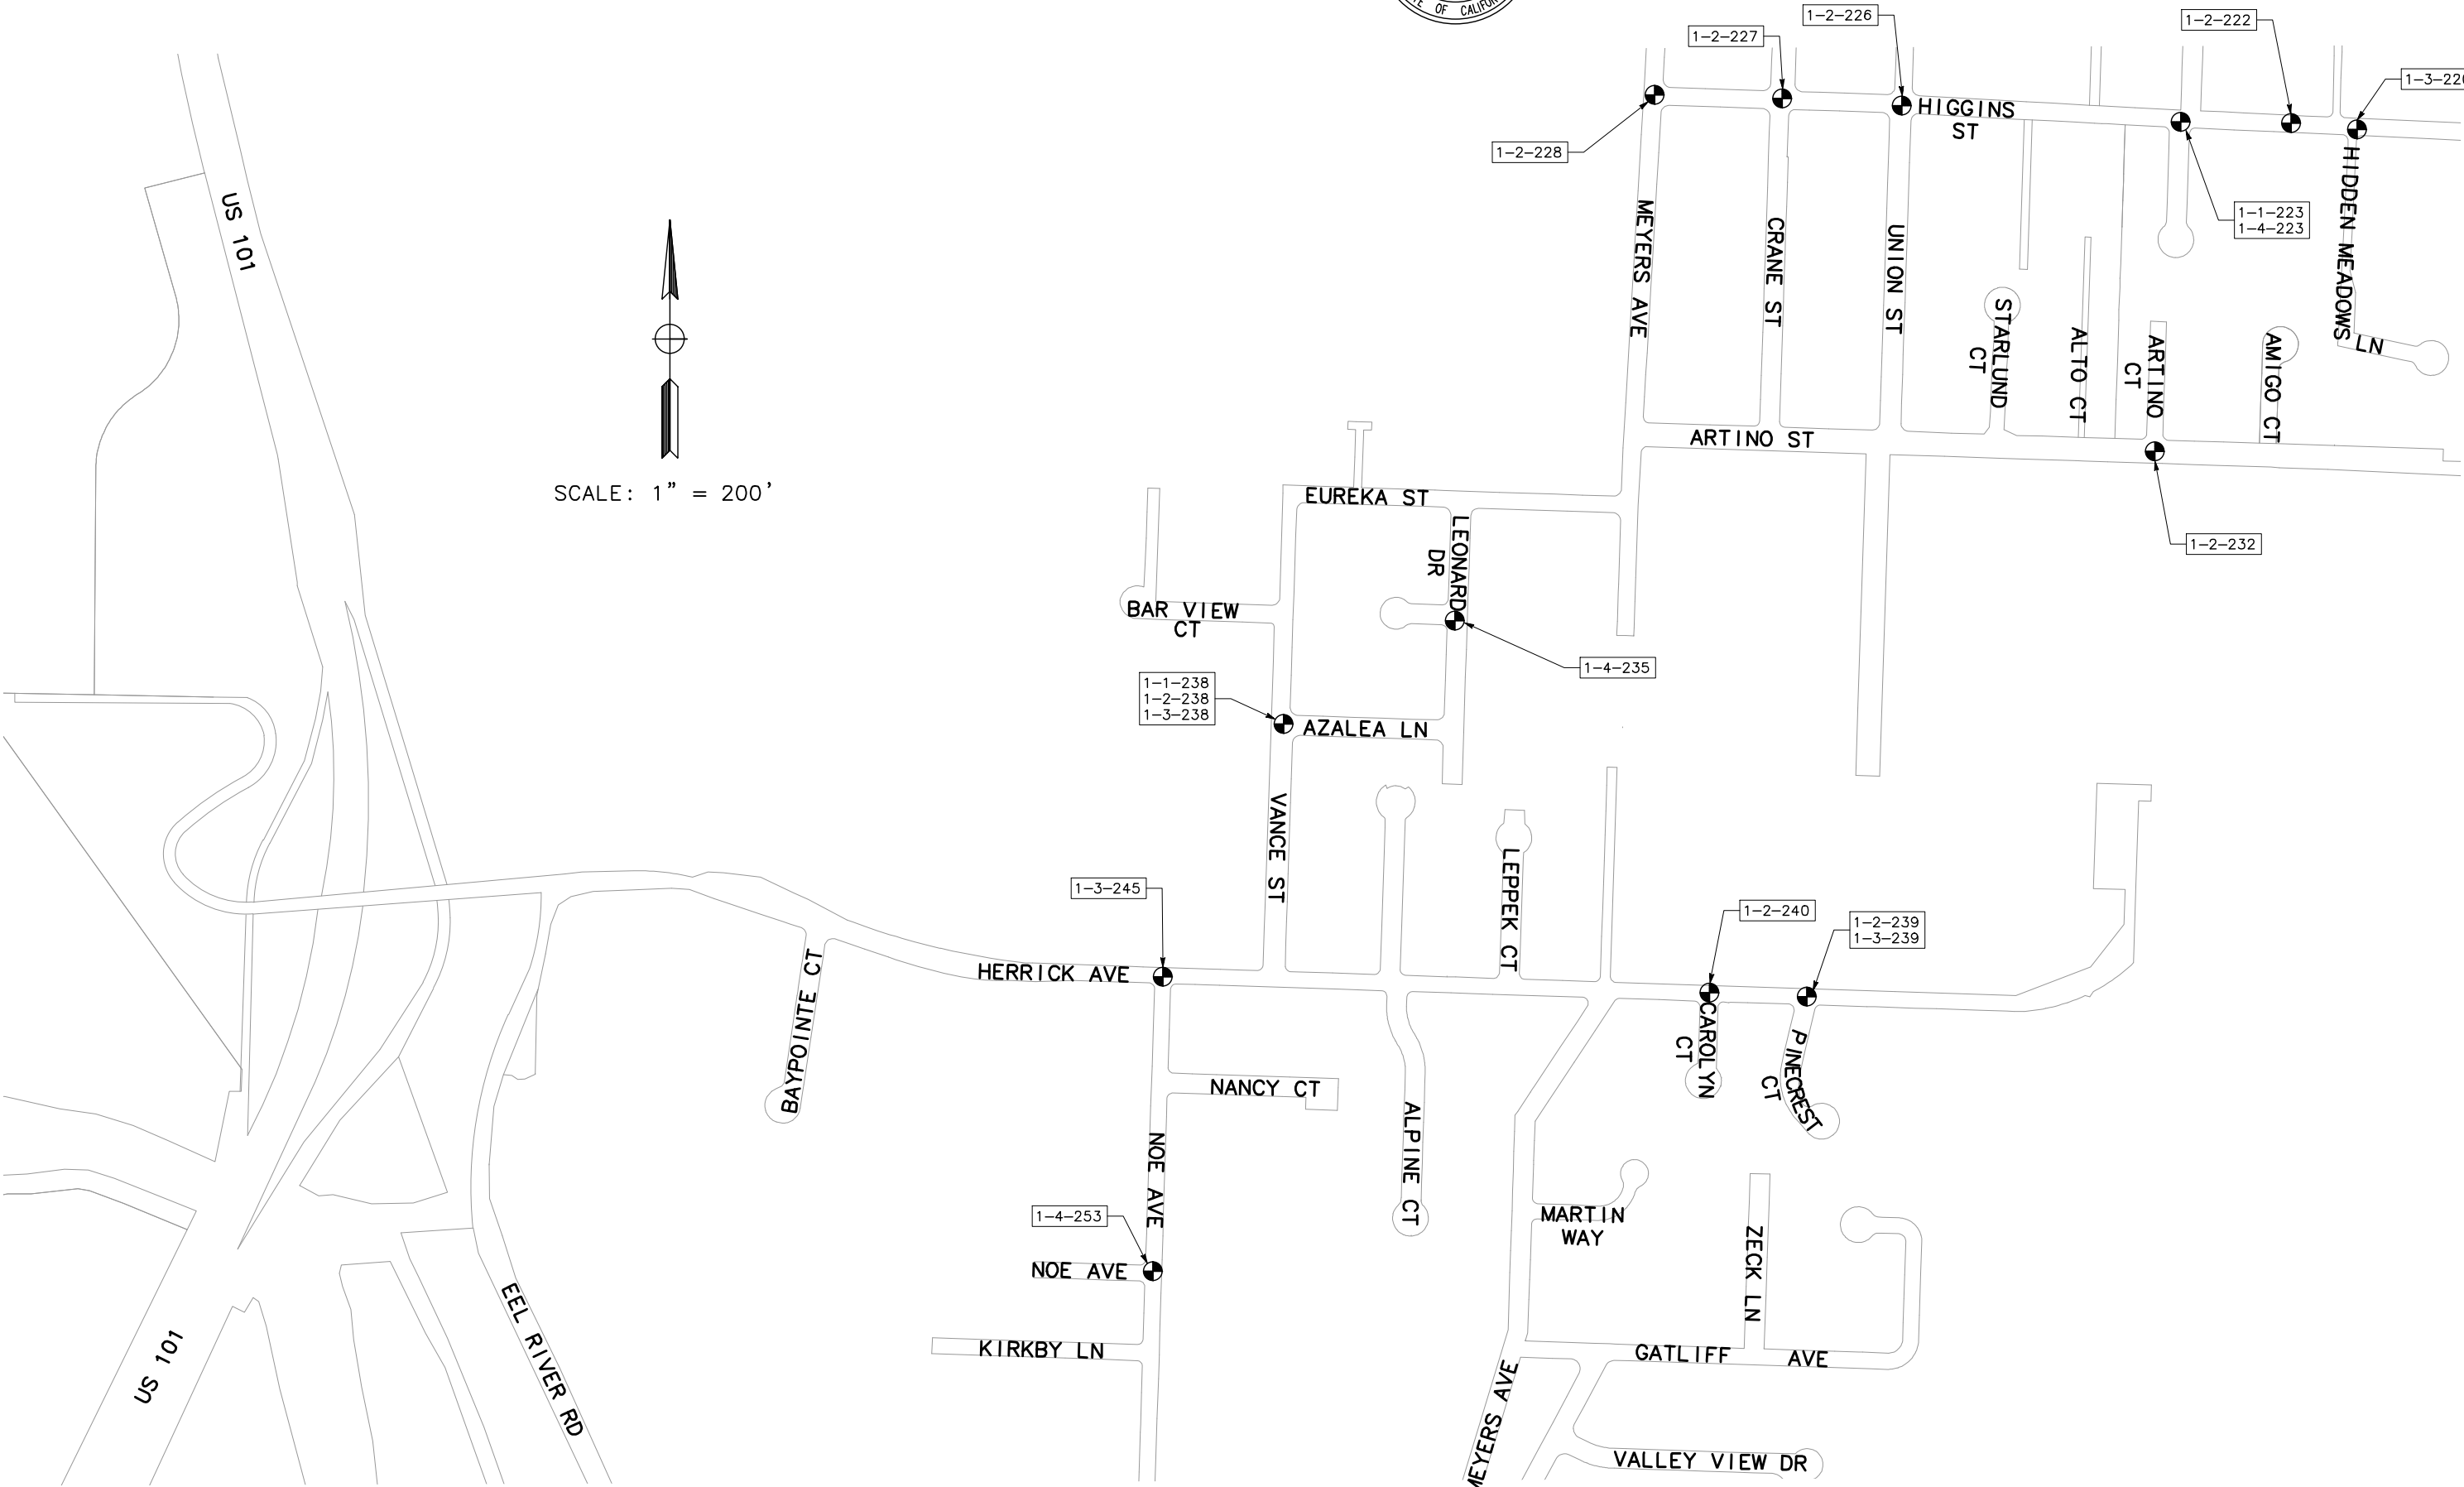 OF CALIFOR
1-2-226
1-2-222
1-2-227
1-3-22
HIGGINS
ST
1-2-228
US 101
MEYERS AVE
CRANE ST
UNION ST
1-1-223
1-4-223
HIDDEN MEADOWS
LN
STARLUND
CT
ALTO CT
ARTINO
CT
AMIGO CT
ARTINO ST
SCALE: 1" = 200'
EUREKA ST
LEONARD
DR
1-2-232
BAR VIEW
CT
1-4-235
1-1-238
1-2-238
1-3-238
AZALEA LN
VANCE ST
LEPPEK CT
1-3-245
1-2-240
1-2-239
1-3-239
HERRICK AVE
BAYPOINTE CT
CAROLYN
CT
PINECREST
CT
NANCY CT
NOE AVE
ALPINE CT
1-4-253
MARTIN
WAY
ZECK LN
NOE AVE
EEL RIVER RD
US 101
KIRKBY LN
GATLIFF AVE
MEYERS AVE
VALLEY VIEW DR